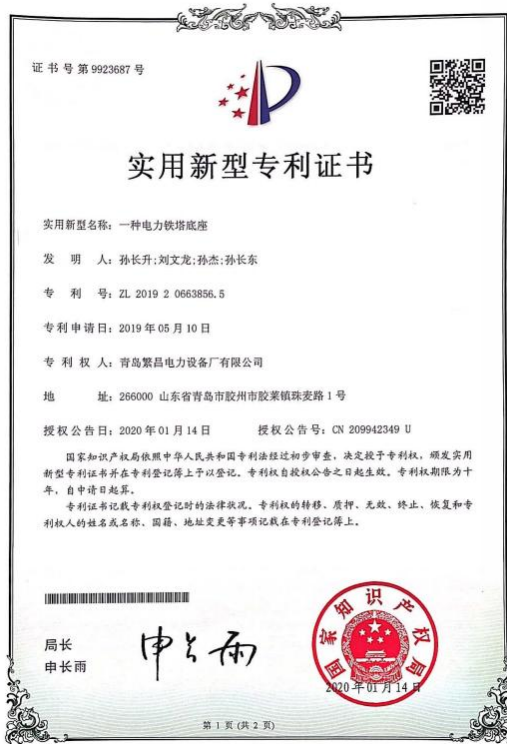 证书号第9923687号
实用新型专利证书
实用新型名称：一种电力铁塔底座
发明人：孙长升;刘文龙;孙杰;孙长东
专利号：ZL 2019 2 0663856.5
专利申请日：2019年05月10日
专利权人：青岛繁昌电力设备厂有限公司
地址：266000 山东省青岛市胶州市胶莱镇珠麦路1号
授权公告日：2020年01月14日 授权公告号：CN 209942349 U
国家知识产权局依照中华人民共和国专利法经过初步审查，决定授予专利权，颁发实用
新型专利证书并在专利登记簿上予以登记。专利权自授权公告之日起生效。专利权期限为十
年，自申请日起算。
专利证书记载专利权登记时的法律状况。专利权的转移、质押、无效、终止、恢复和专
利权人的姓名或名称、国籍、地址变更等事项记载在专利登记簿上。
局长
申长雨
申长雨
国家知识产权局
2020年01月14日
第1页(共2页)